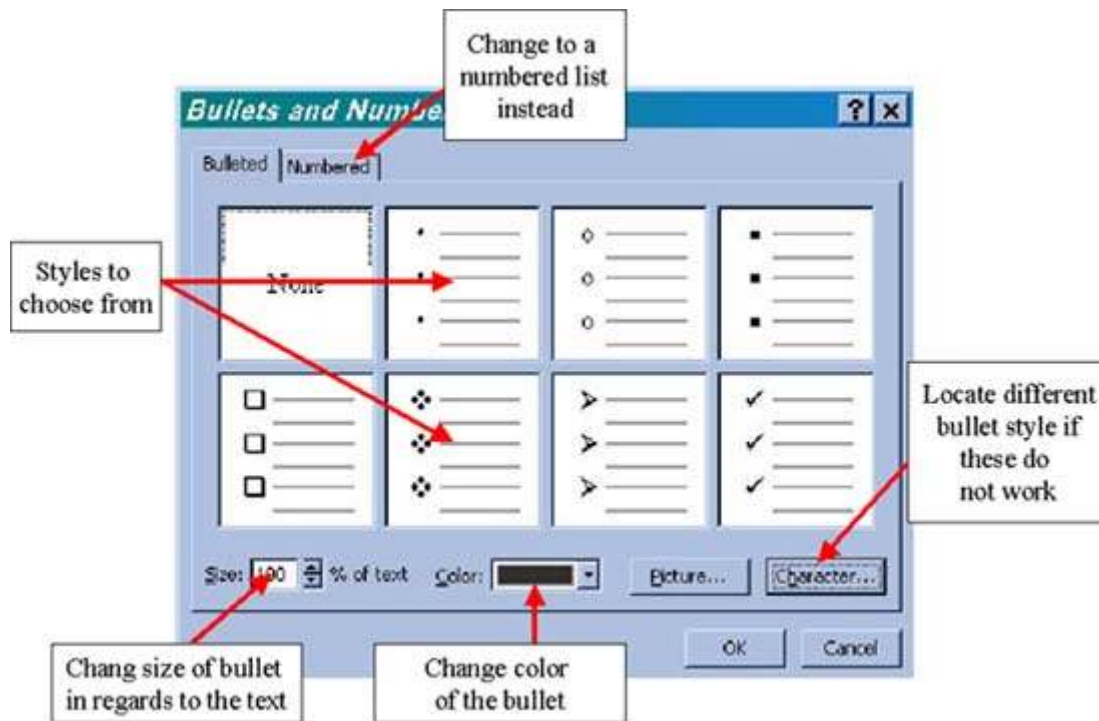 Change to a
numbered list
instead
Bullets and Numbe
Bulleted
Numbered
None
Styles to
choose from
Locate different
bullet style if
these do
not work
Size: 100 % of text
Color:
Picture...
Character...
OK
Cancel
Chang size of bullet
in regards to the text
Change color
of the bullet